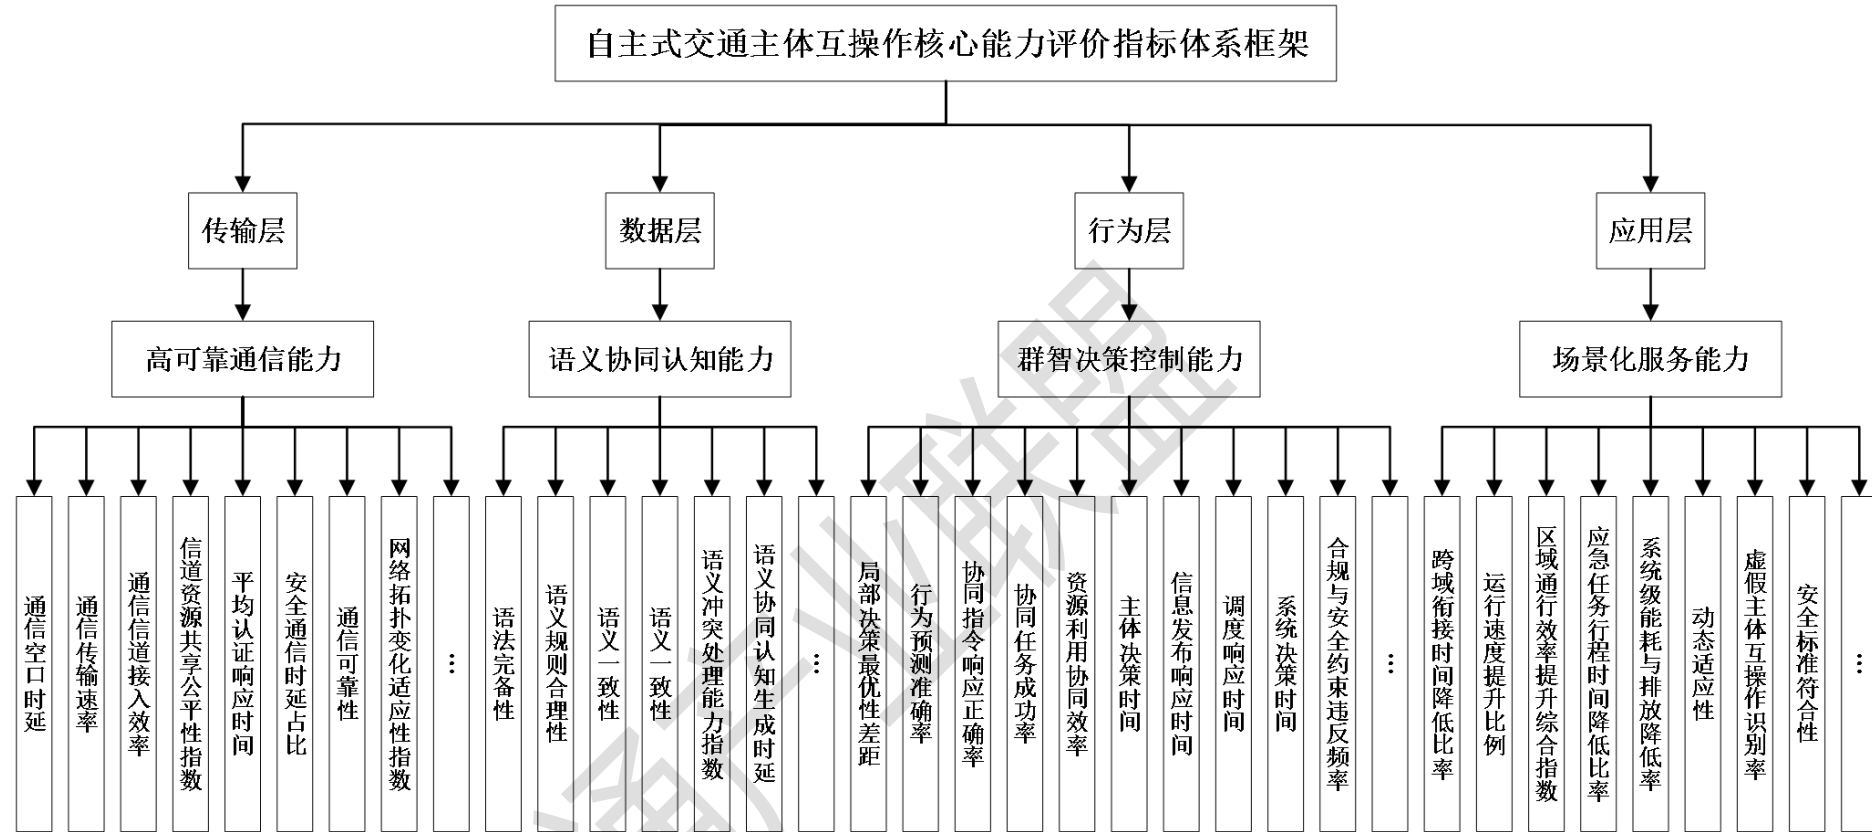 自主式交通主体互操作核心能力评价指标体系框架
传输层
数据层
行为层
应用层
高可靠通信能力
语义协同认知能力
群智决策控制能力
场景化服务能力
通信空口时延
通信传输速率
通信信道接入效率
信道资源共享公平性指数
平均认证响应时间
安全通信时延占比
通信可靠性
网络拓扑变化适应性指数
...
语法完备性
语义规则合理性
语义一致性
语义一致性
语义冲突处理能力指数
语义协同认知生成时延
...
局部决策最优性差距
行为预测准确率
协同指令响应正确率
协同任务成功率
资源利用协同效率
主体决策时间
信息发布响应时间
调度响应时间
系统决策时间
合规与安全约束违反频率
...
跨域衔接时间降低比率
运行速度提升比例
区域通行效率提升综合指数
应急任务行程时间降低比率
系统级能耗与排放降低率
动态适应性
虚假主体互操作识别率
安全标准符合性
...
通产业联盟